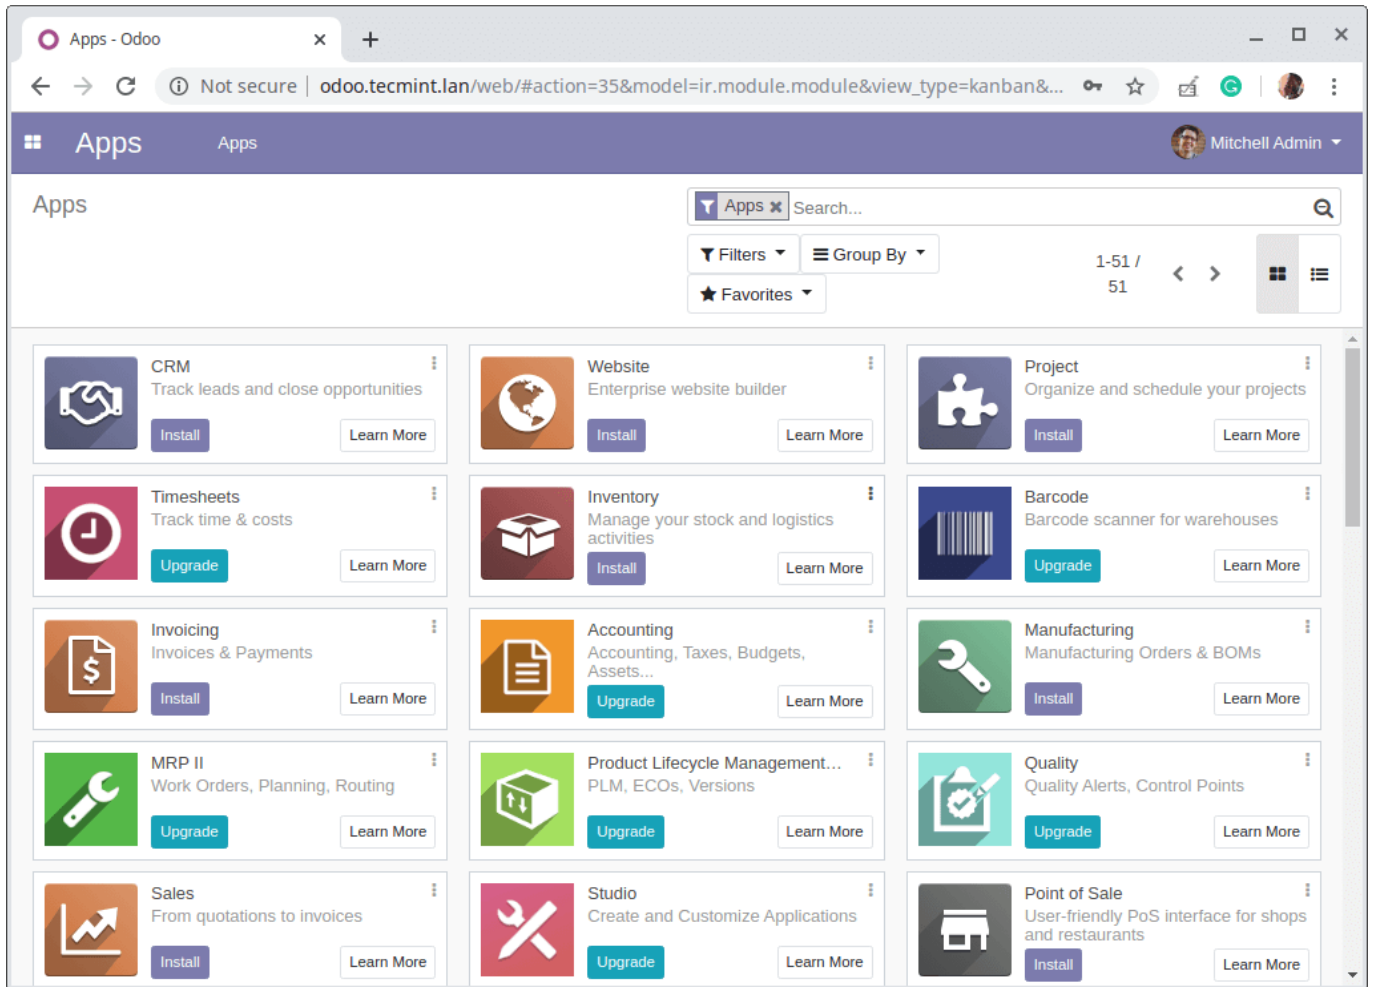 Apps - Odoo
Not secure | odoo.tecmint.lan/web/#action=35&model=ir.module.module&view_type=kanban&...
Apps
Apps
Mitchell Admin
Apps
Apps
Search...
Filters
Group By
Favorites
1-51 /
51
CRM
Track leads and close opportunities
Install
Learn More
Website
Enterprise website builder
Install
Learn More
Project
Organize and schedule your projects
Install
Learn More
Timesheets
Track time & costs
Upgrade
Learn More
Inventory
Manage your stock and logistics
activities
Install
Learn More
Barcode
Barcode scanner for warehouses
Upgrade
Learn More
Invoicing
Invoices & Payments
Install
Learn More
Accounting
Accounting, Taxes, Budgets,
Assets...
Upgrade
Learn More
Manufacturing
Manufacturing Orders & BOMs
Install
Learn More
MRP II
Work Orders, Planning, Routing
Upgrade
Learn More
Product Lifecycle Management...
PLM, ECOs, Versions
Upgrade
Learn More
Quality
Quality Alerts, Control Points
Upgrade
Learn More
Sales
From quotations to invoices
Install
Learn More
Studio
Create and Customize Applications
Upgrade
Learn More
Point of Sale
User-friendly PoS interface for shops
and restaurants
Install
Learn More